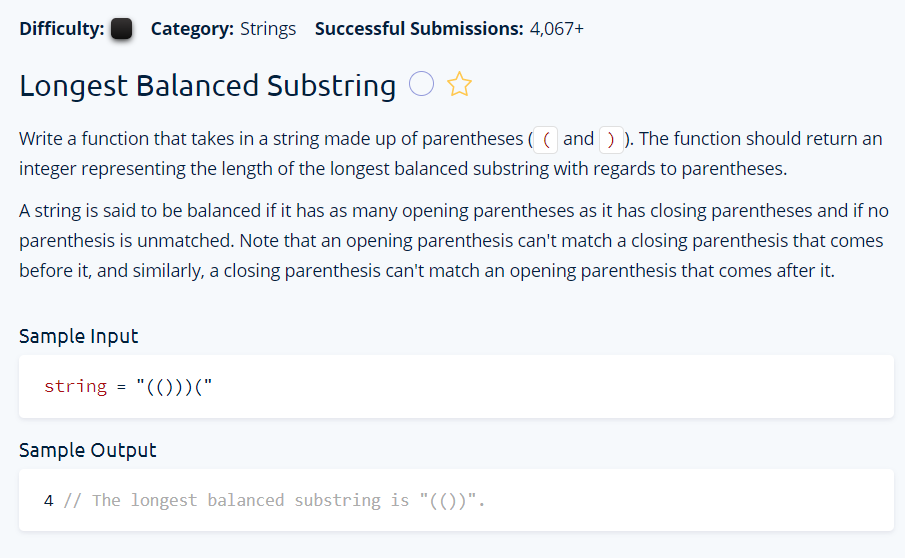 Difficulty: Category: Strings Successful Submissions: 4,067+
Longest Balanced Substring
Write a function that takes in a string made up of parentheses ( ( and ) ). The function should return an
integer representing the length of the longest balanced substring with regards to parentheses.
A string is said to be balanced if it has as many opening parentheses as it has closing parentheses and if no
parenthesis is unmatched. Note that an opening parenthesis can't match a closing parenthesis that comes
before it, and similarly, a closing parenthesis can't match an opening parenthesis that comes after it.
Sample Input
string = "(()))("
Sample Output
4 // The longest balanced substring is "(())".